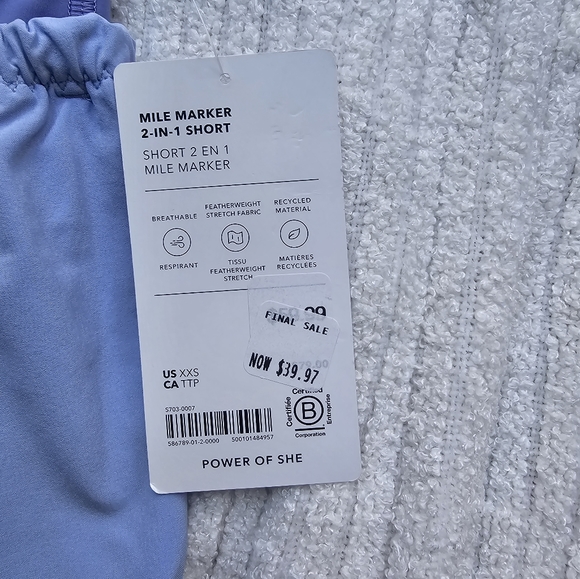 MILE MARKER
2-IN-1 SHORT
SHORT 2 EN 1
MILE MARKER
BREATHABLE
FEATHERWEIGHT
STRETCH FABRIC
RECYCLED
MATERIAL
RESPIRANT
TISSU
FEATHERWEIGHT
STRETCH
MATIÈRES
RECYCLÉES
FINAL SALE
NOW $39.97
US XXS
CA TTP
5703-0007
586789-01-2-0000 500101484957
Certified
Certifiée
B
Entreprise
Corporation
POWER OF SHE